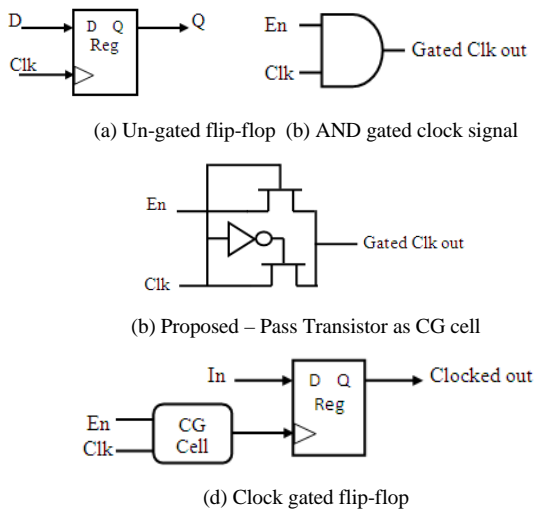 D D Q Q
Reg
Clk
En
Clk
Gated Clk out
(a) Un-gated flip-flop (b) AND gated clock signal
En
Gated Clk out
Clk
(b) Proposed – Pass Transistor as CG cell
In D Q Clocked out
Reg
En
Clk
CG
Cell
(d) Clock gated flip-flop